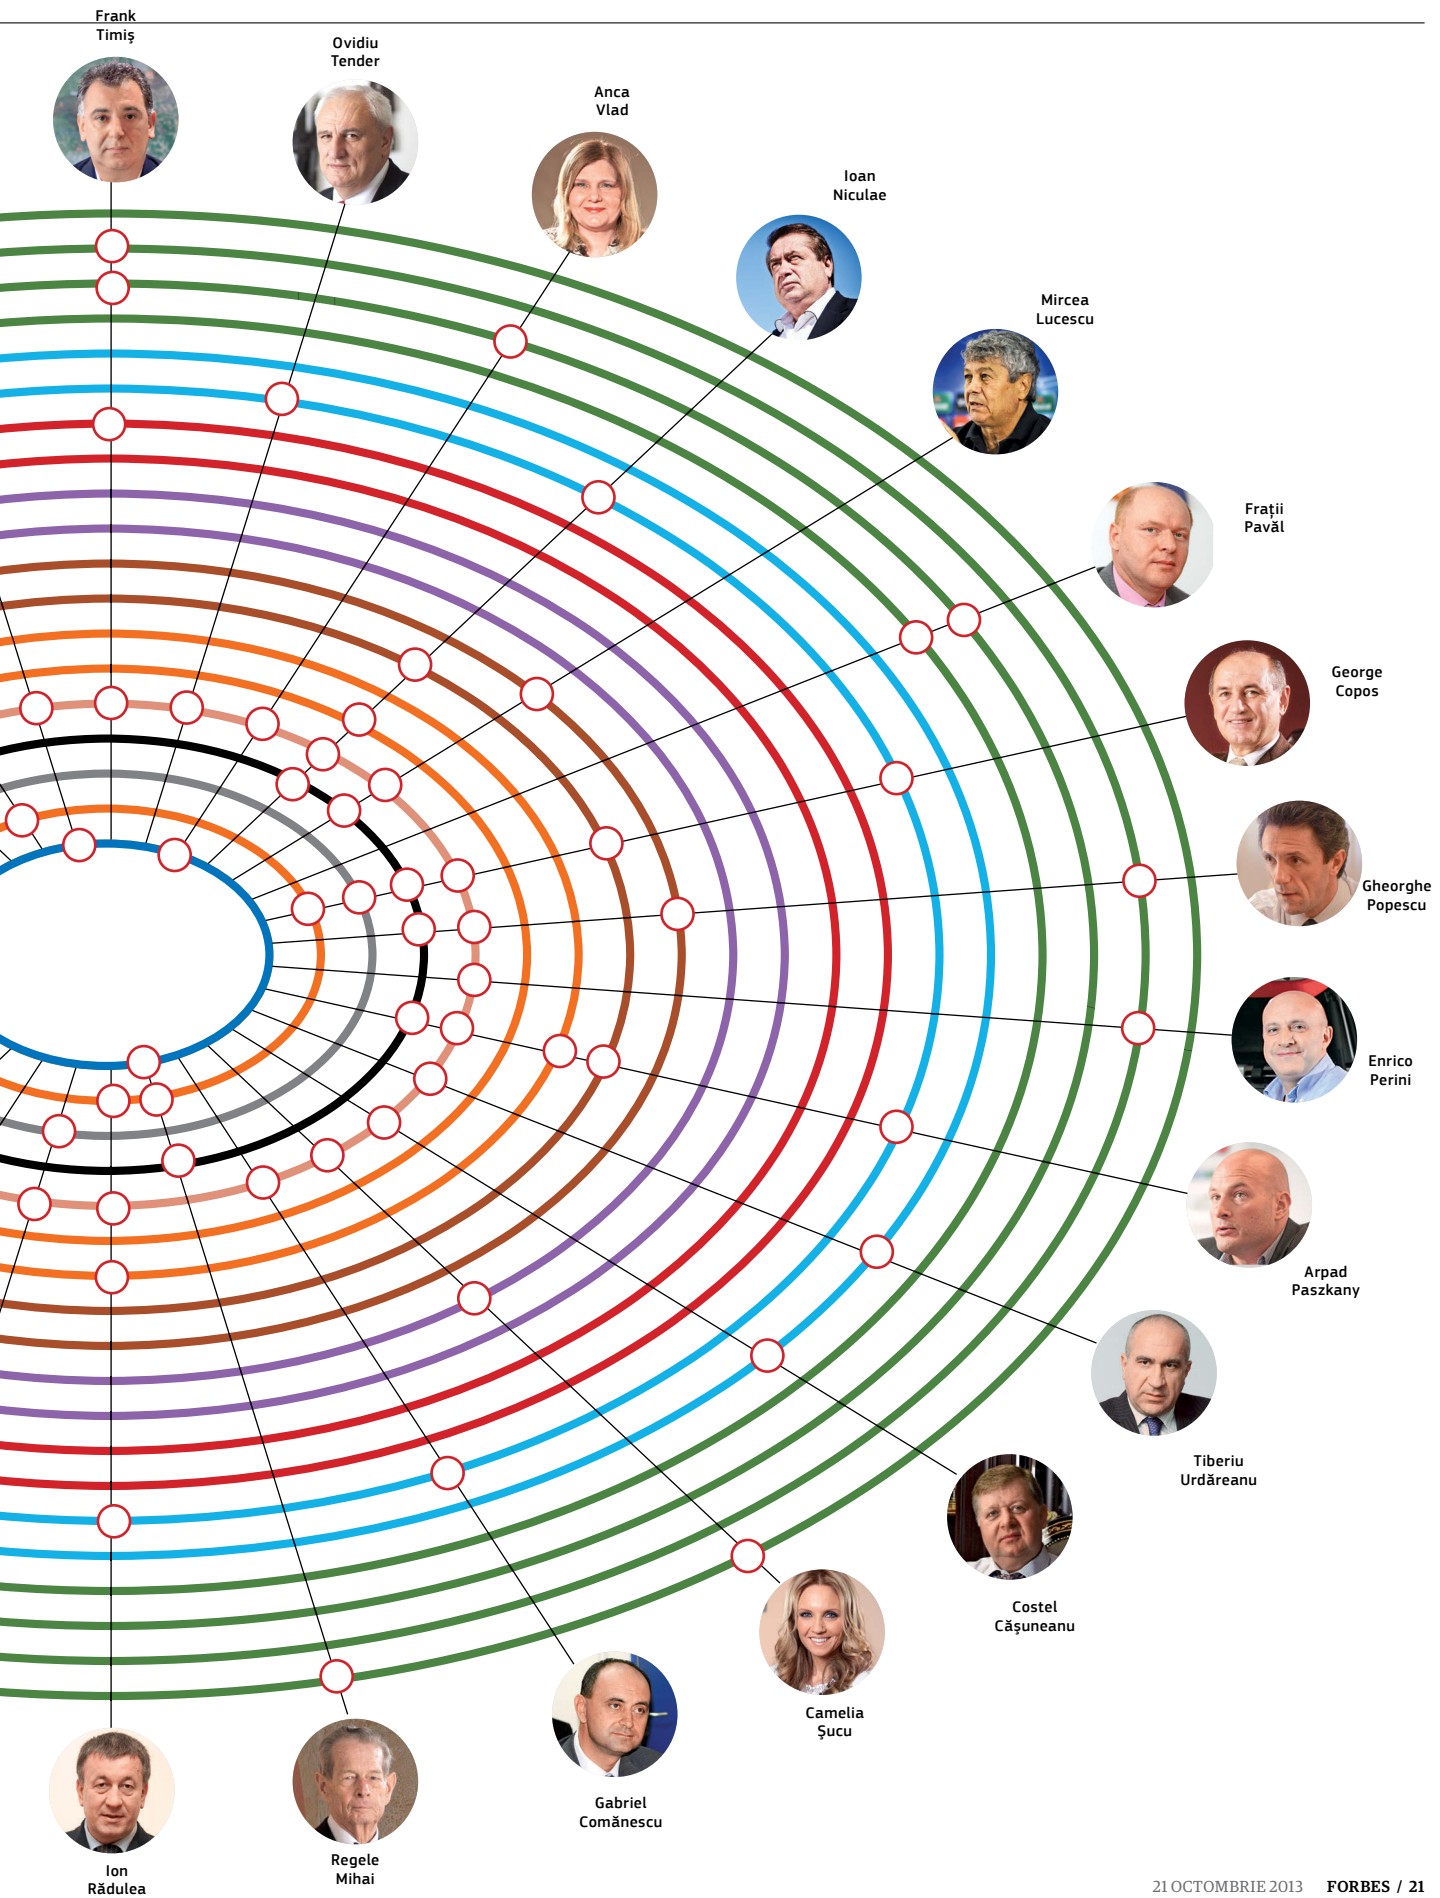 Frank
Timiş
Ovidiu
Tender
Anca
Vlad
Ioan
Niculae
Mircea
Lucescu
Frații
Pavăl
George
Copos
Gheorghe
Popescu
Enrico
Perini
Arpad
Paszkany
Tiberiu
Urdăreanu
Costel
Căşuneanu
Camelia
Şucu
Gabriel
Comănescu
Regele
Mihai
Ion
Rădulea
21 OCTOMBRIE 2013 FORBES / 21